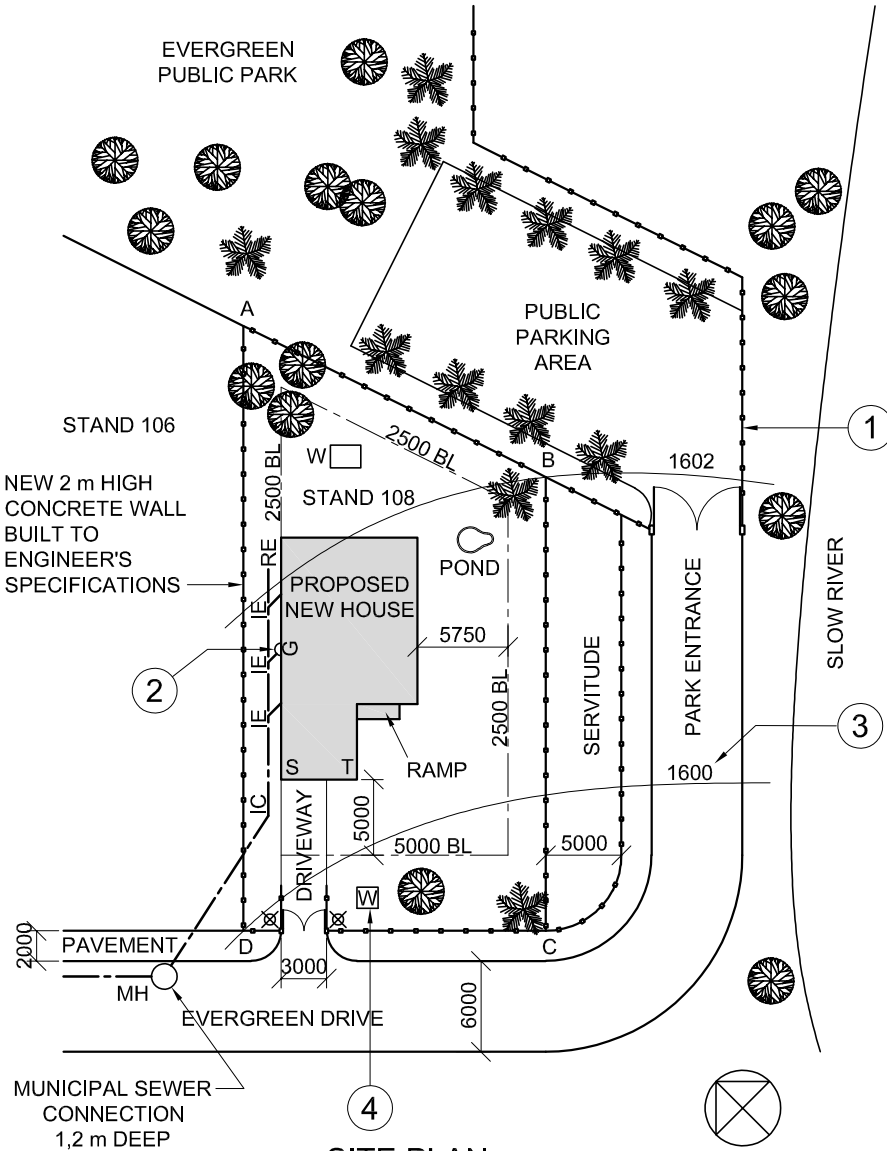 EVERGREEN
PUBLIC PARK
A
PUBLIC
PARKING
AREA
STAND 106
1
2500 BL
2500 BL
W
B
1602
NEW 2 m HIGH
CONCRETE WALL
BUILT TO
ENGINEER'S
SPECIFICATIONS
STAND 108
RE
POND
PROPOSED
NEW HOUSE
IE
G
IE
IE
2
5750
2500 BL
SERVITUDE
PARK ENTRANCE
SLOW RIVER
3
S
T
RAMP
1600
IC
DRIVEWAY
5000
5000 BL
5000
W
2000
PAVEMENT
D
C
3000
MH
EVERGREEN DRIVE
6000
MUNICIPAL SEWER
CONNECTION
1,2 m DEEP
4
SITE PLAN